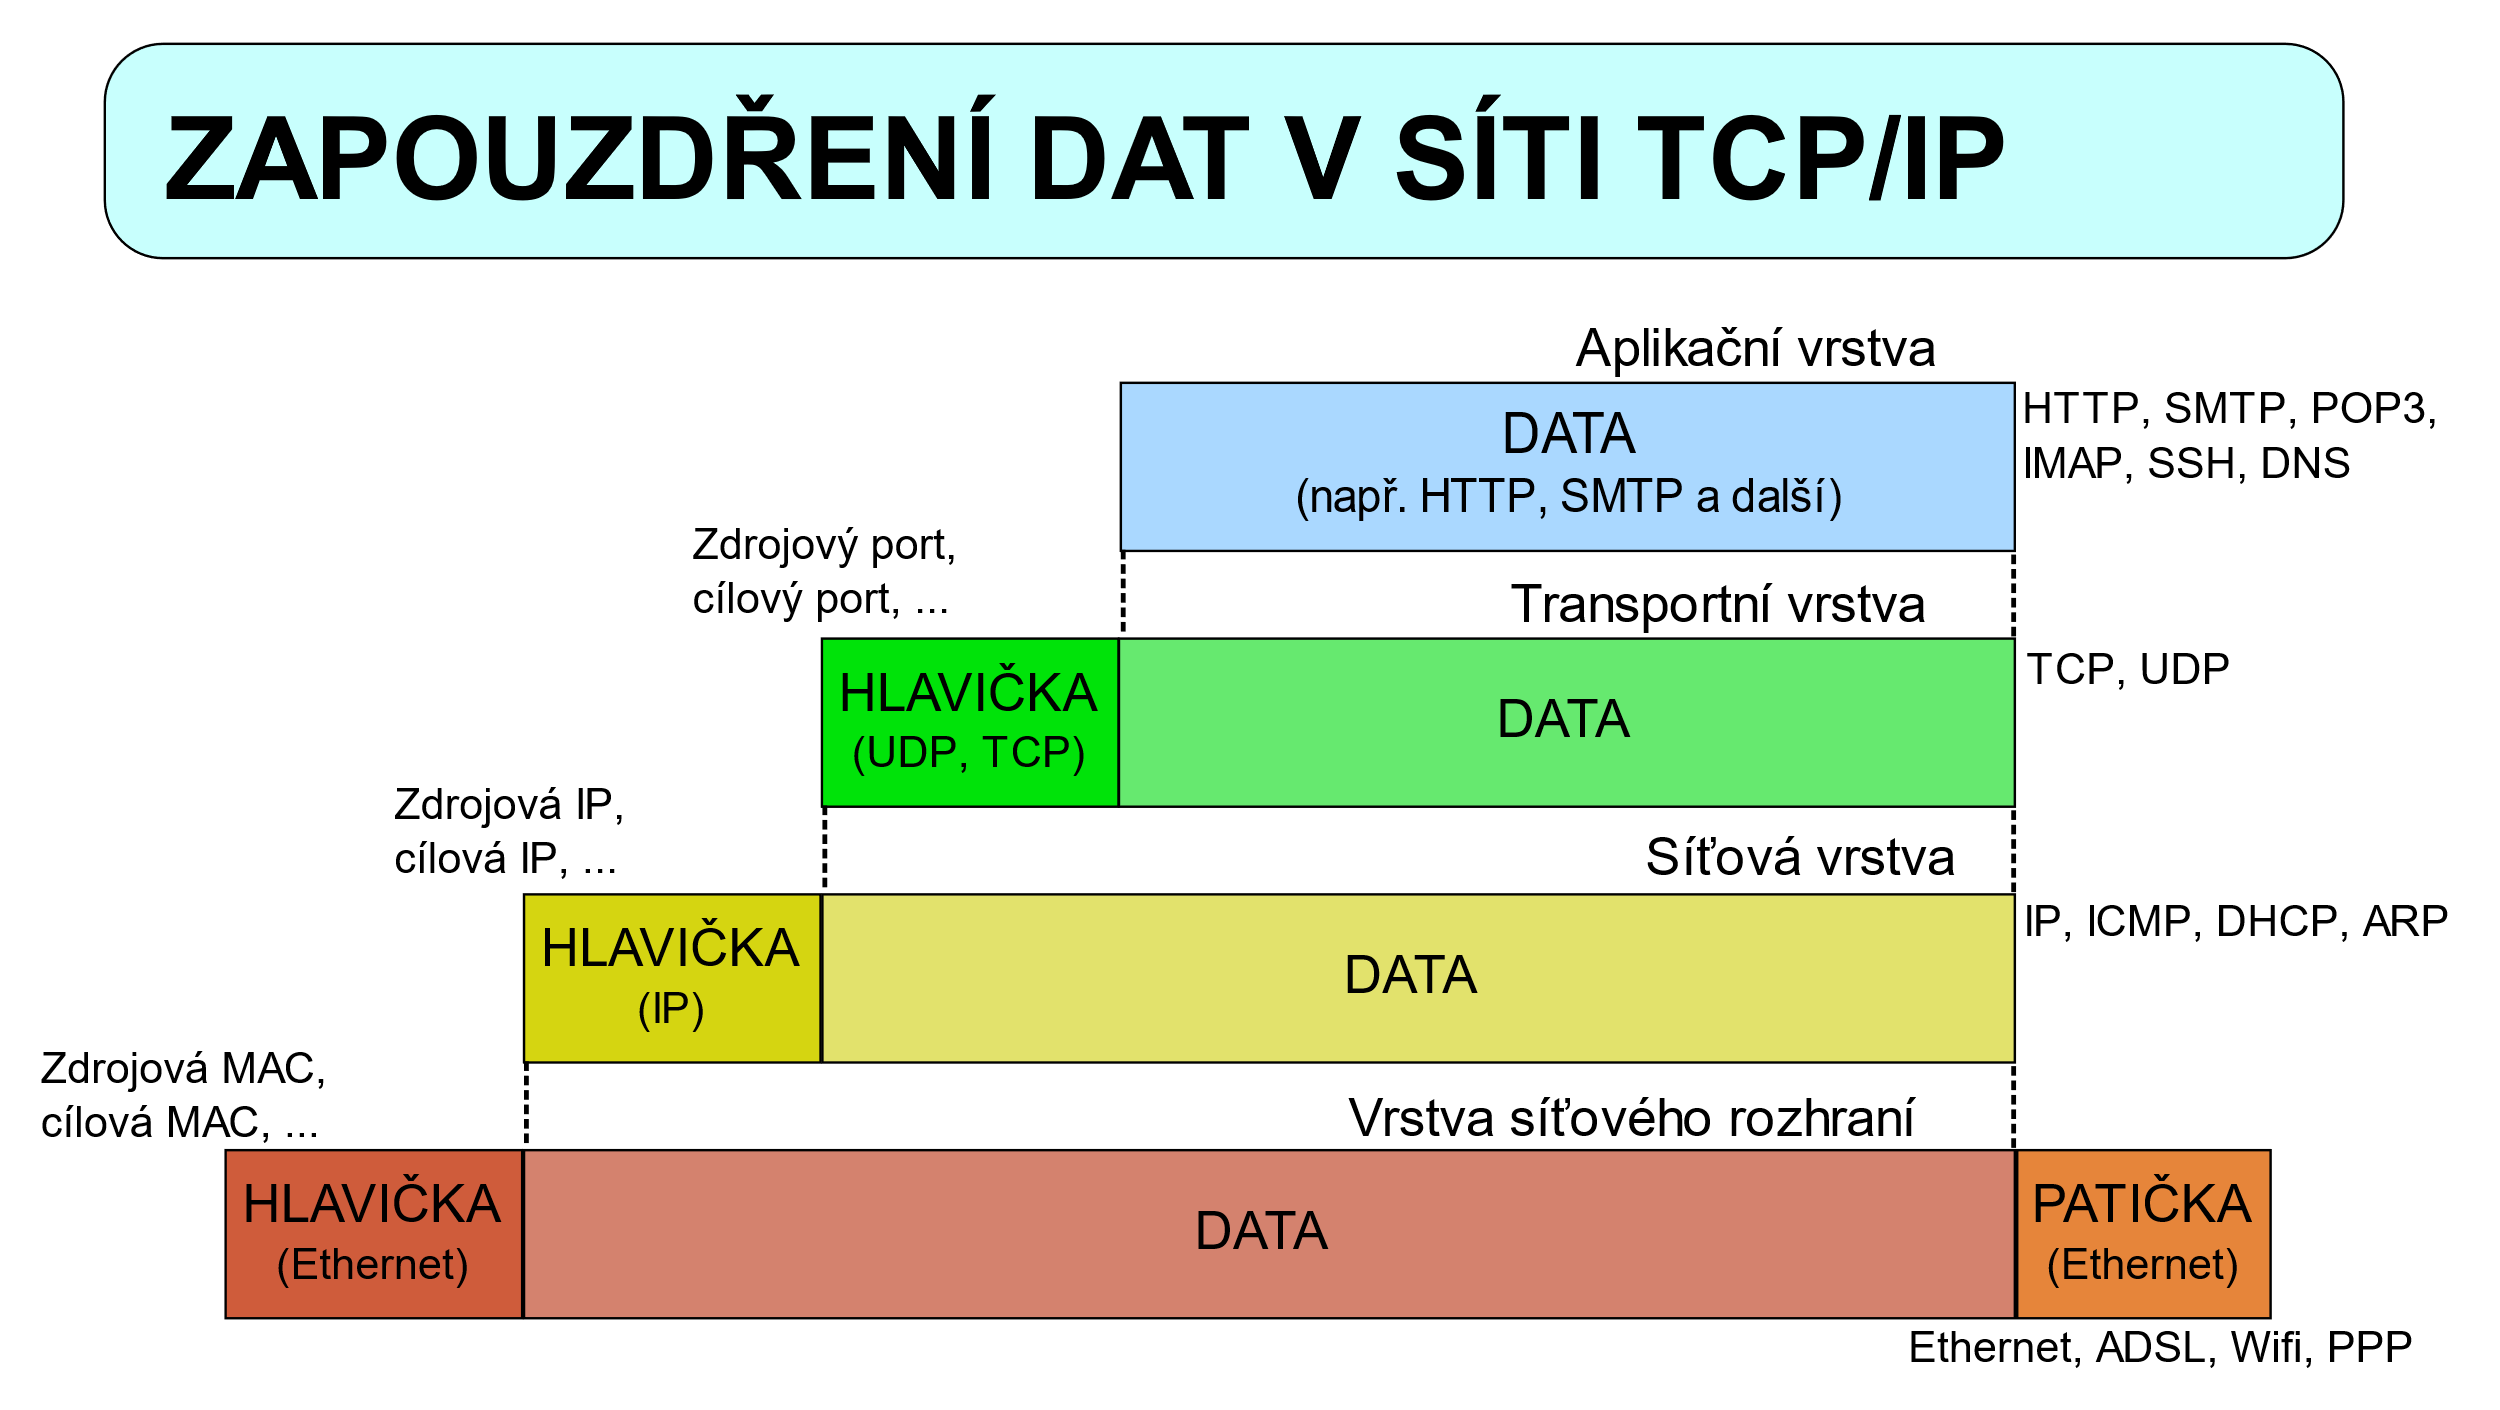 ZAPOUZDŘENÍ DAT V SÍTI TCP/IP
Aplikační vrstva
DATA
(např. HTTP, SMTP a další)
HTTP, SMTP, POP3,
IMAP, SSH, DNS
Zdrojový port,
cílový port, ...
Transportní vrstva
HLAVIČKA
(UDP, TCP)
DATA
TCP, UDP
Zdrojová IP,
cílová IP, ...
Síťová vrstva
HLAVIČKA
(IP)
DATA
IP, ICMP, DHCP, ARP
Zdrojová MAC,
cílová MAC, ...
Vrstva síťového rozhraní
HLAVIČKA
(Ethernet)
DATA
PATIČKA
(Ethernet)
Ethernet, ADSL, Wifi, PPP